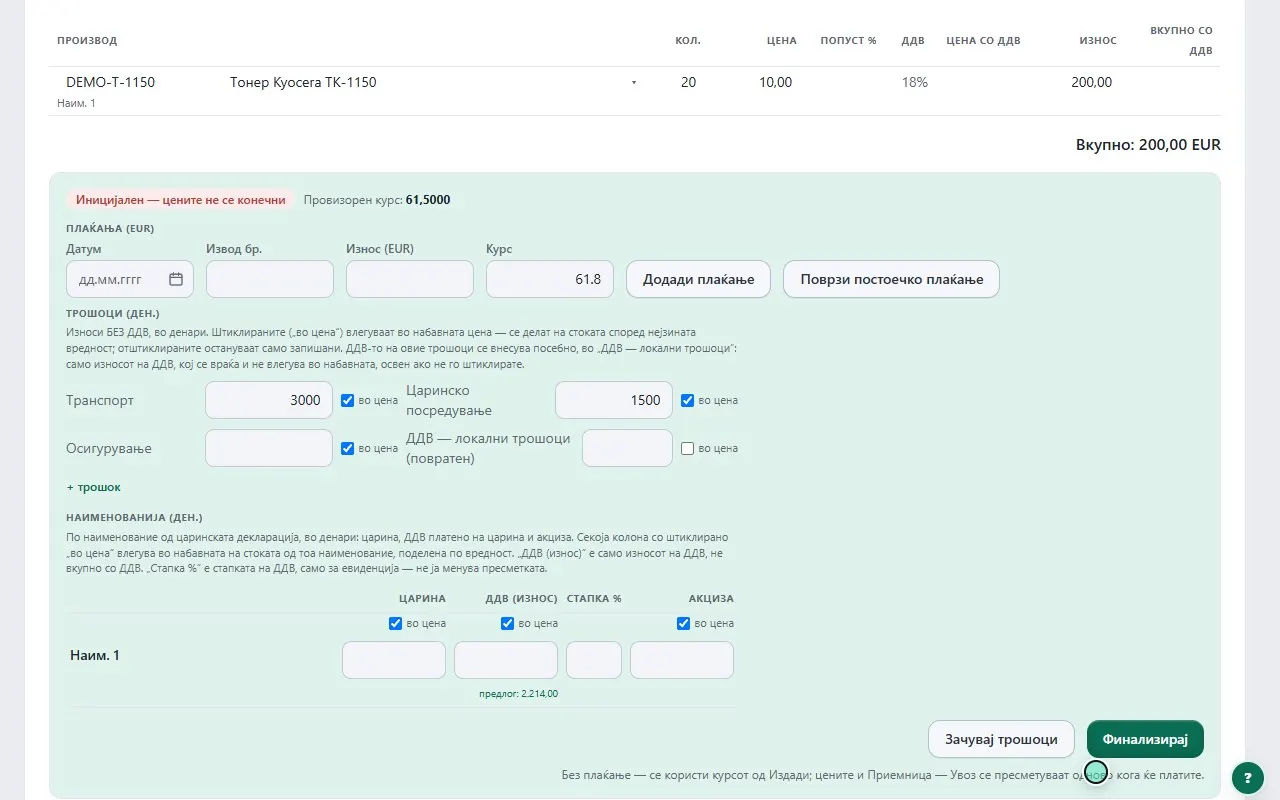 ПРОИЗВОД КОЛ. ЦЕНА ПОПУСТ % ДДВ ЦЕНА СО ДДВ ИЗНОС ВКУПНО СО ДДВ
DEMO-T-1150 Тонер Kyocera TK-1150 20 10,00 18% 200,00
Наим. 1
Вкупно: 200,00 EUR
Иницијален — цените не се конечни Провизорен курс: 61,5000
ПЛАЌАЊА (EUR)
Датум Извод бр. Износ (EUR) Курс
дд.мм.гггг 61.8 Додади плаќање Поврзи постоечко плаќање
ТРОШОЦИ (ДЕН.)
Износи БЕЗ ДДВ, во денари. Штиклираните („во цена“) влегуваат во набавната цена — се делат на стоката според нејзината
вредност; отштиклираните остануваат само запишани. ДДВ-то на овие трошоци се внесува посебно, во „ДДВ — локални трошоци“:
само износот на ДДВ, кој се враќа и не влегува во набавната, освен ако не го штиклирате.
Транспорт 3000 во цена Царинско посредување 1500 во цена
Осигурување во цена ДДВ — локални трошоци (повратен) во цена
+ трошок
НАИМЕНОВАНИЈА (ДЕН.)
По наименование од царинската декларација, во денари: царина, ДДВ платено на царина и акциза. Секоја колона со штиклирано
„во цена“ влегува во набавната на стоката од тоа наименование, поделена по вредност. „ДДВ (износ)“ е само износот на ДДВ, не
вкупно со ДДВ. „Стапка %“ е стапката на ДДВ, само за евиденција — не ја менува пресметката.
ЦАРИНА ДДВ (ИЗНОС) СТАПКА % АКЦИЗА
во цена во цена во цена
Наим. 1
предлог: 2.214,00
Зачувај трошоци Финализирај
Без плаќање — се користи курсот од Издади; цените и Приемница — Увоз се пресметуваат одново кога ќе платите.
?